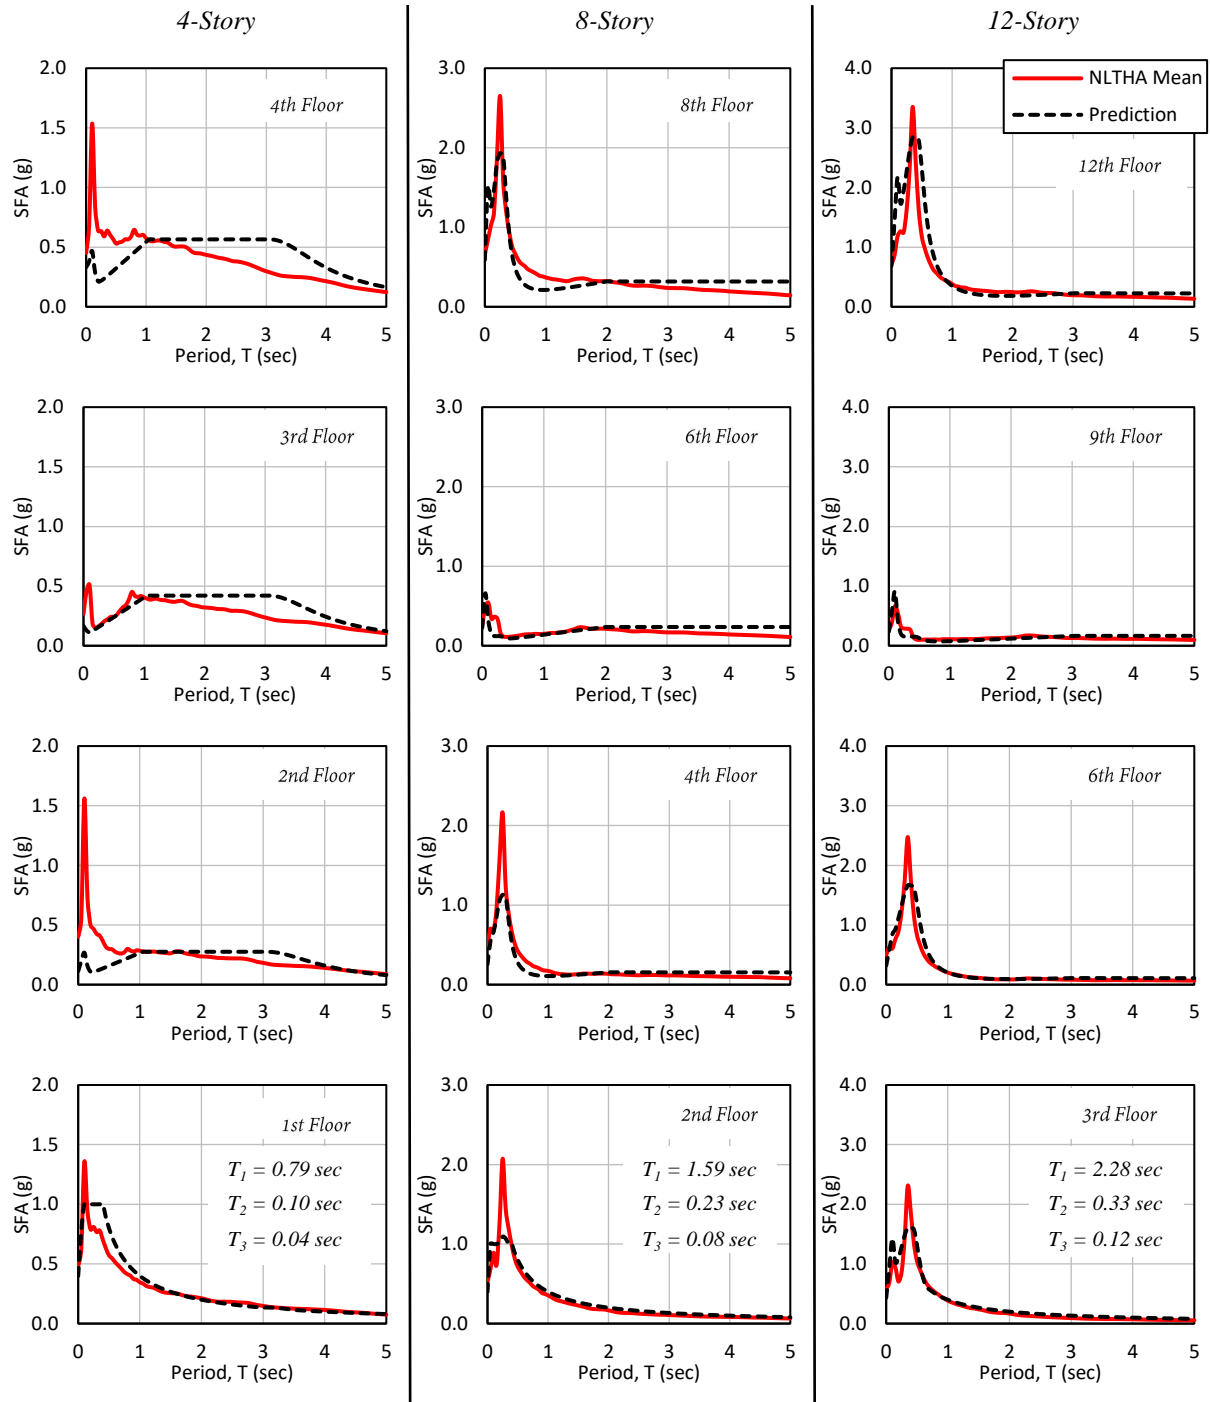 4-Story
8-Story
12-Story
2.0
1.5
1.0
0.5
0.0
SFA (g)
4th Floor
0 1 2 3 4 5
Period, T (sec)
3.0
2.0
1.0
0.0
SFA (g)
8th Floor
0 1 2 3 4 5
Period, T (sec)
4.0
3.0
2.0
1.0
0.0
SFA (g)
NLTHA Mean
Prediction
12th Floor
0 1 2 3 4 5
Period, T (sec)
2.0
1.5
1.0
0.5
0.0
SFA (g)
3rd Floor
0 1 2 3 4 5
Period, T (sec)
3.0
2.0
1.0
0.0
SFA (g)
6th Floor
0 1 2 3 4 5
Period, T (sec)
4.0
3.0
2.0
1.0
0.0
SFA (g)
9th Floor
0 1 2 3 4 5
Period, T (sec)
2.0
1.5
1.0
0.5
0.0
SFA (g)
2nd Floor
0 1 2 3 4 5
Period, T (sec)
3.0
2.0
1.0
0.0
SFA (g)
4th Floor
0 1 2 3 4 5
Period, T (sec)
4.0
3.0
2.0
1.0
0.0
SFA (g)
6th Floor
0 1 2 3 4 5
Period, T (sec)
2.0
1.5
1.0
0.5
0.0
SFA (g)
1st Floor
T1 = 0.79 sec
T2 = 0.10 sec
T3 = 0.04 sec
0 1 2 3 4 5
Period, T (sec)
3.0
2.0
1.0
0.0
SFA (g)
2nd Floor
T1 = 1.59 sec
T2 = 0.23 sec
T3 = 0.08 sec
0 1 2 3 4 5
Period, T (sec)
4.0
3.0
2.0
1.0
0.0
SFA (g)
3rd Floor
T1 = 2.28 sec
T2 = 0.33 sec
T3 = 0.12 sec
0 1 2 3 4 5
Period, T (sec)